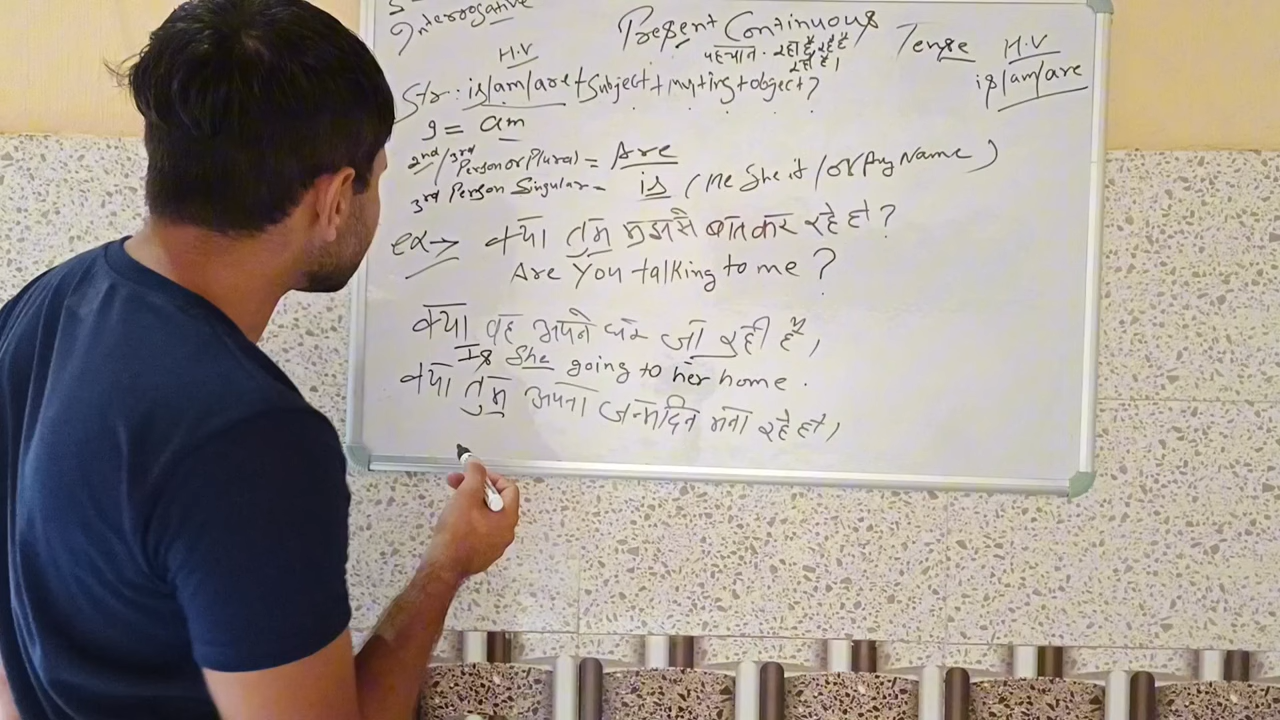 Interrogative
Present Continuous Tense H.V
H.V पहचान - रहा है, रहे है
रही है।
is/am/are
Str : is/am/are + Subject + mv+ing + object?
I = am
2nd/3rd Person or Plural = Are
3rd Person Singular = is (He She it / or Any Name)
ex → क्या तुम मुझसे बात कर रहे हो?
Are You talking to me?
क्या वह अपने घर जा रही है,
Is She going to her home.
क्या तुम अपना जन्मदिन मना रहे हो,